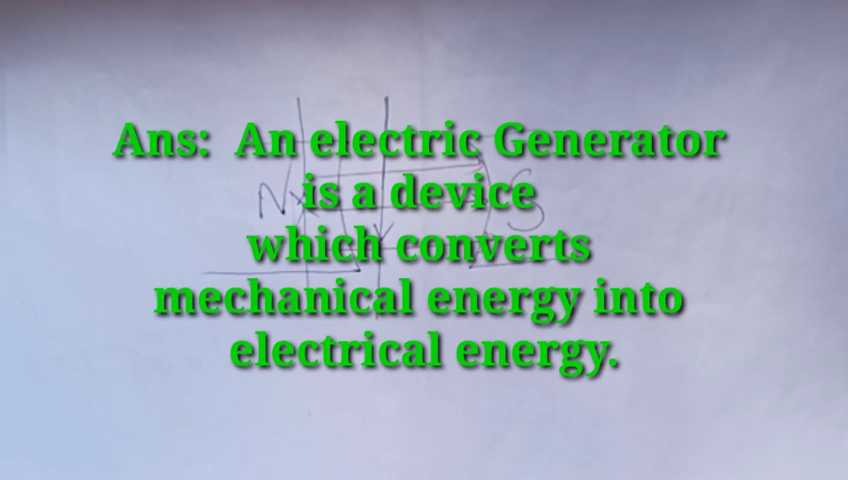 Ans: An electric Generator
is a device
N S
which converts
mechanical energy into
electrical energy.